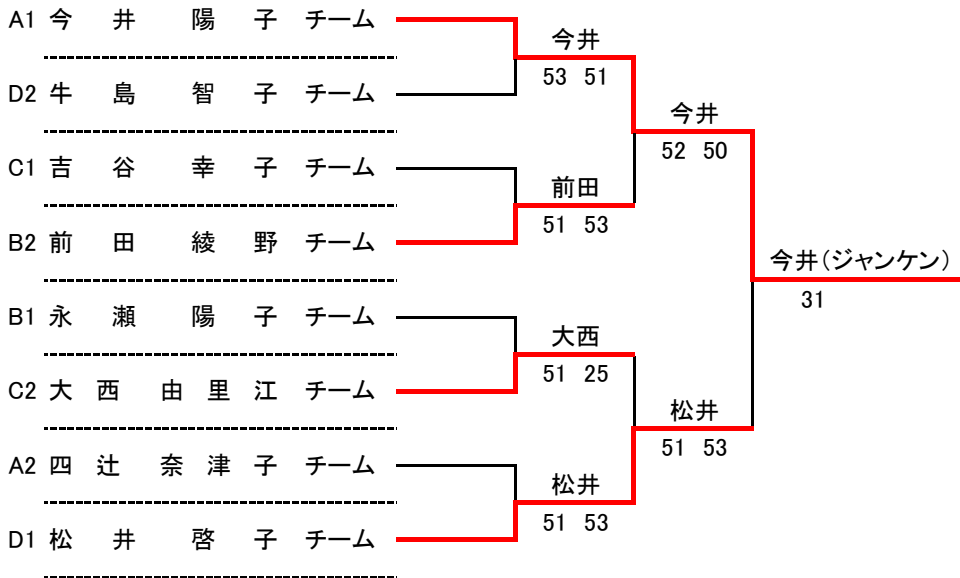 A1 今井 陽子 チーム
今井
53 51
D2 牛島 智子 チーム
今井
52 50
C1 吉谷 幸子 チーム
前田
51 53
B2 前田 綾野 チーム
今井(ジャンケン)
31
B1 永瀬 陽子 チーム
大西
51 25
C2 大西 由里江 チーム
松井
51 53
A2 四辻 奈津子 チーム
松井
51 53
D1 松井 啓子 チーム